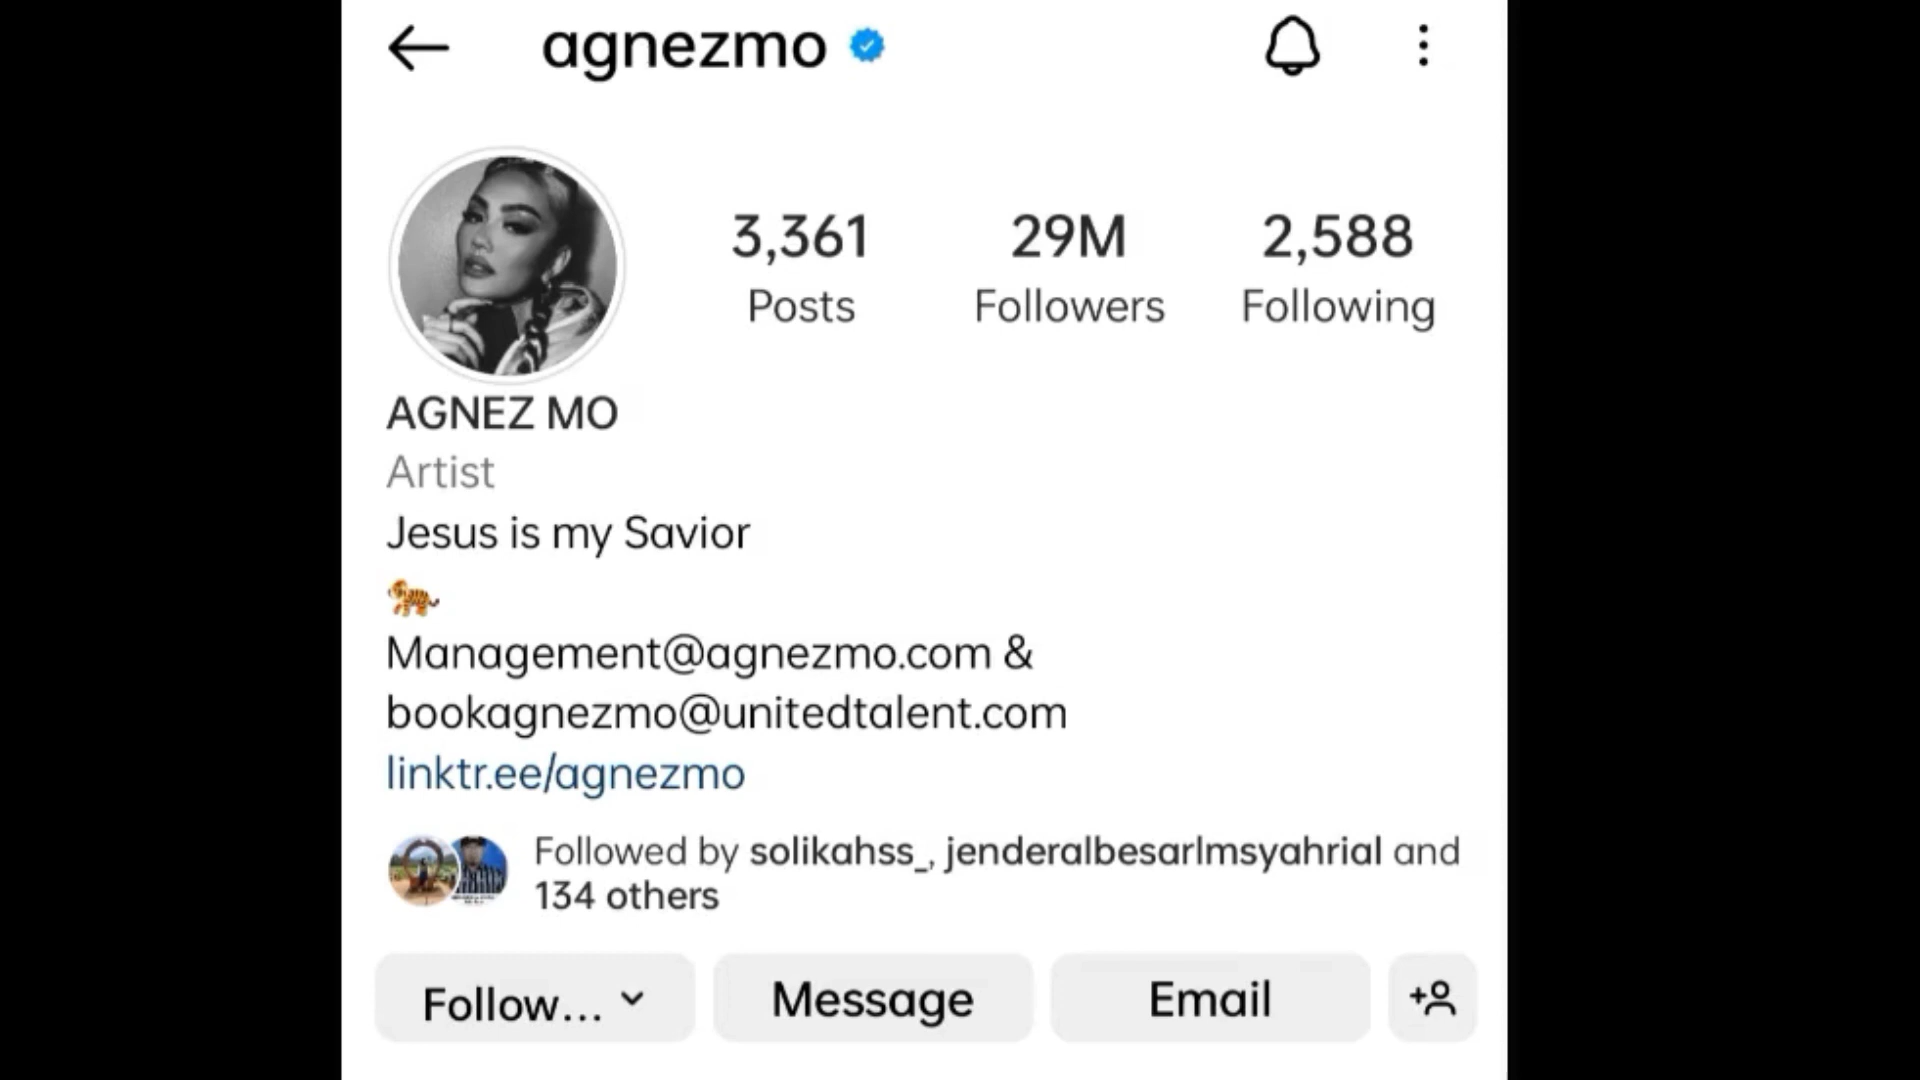 agnezmo
3,361 29M 2,588
Posts Followers Following
AGNEZ MO
Artist
Jesus is my Savior
Management@agnezmo.com &
bookagnezmo@unitedtalent.com
linktr.ee/agnezmo
Followed by solikahss_, jenderalbesarlmsyahrial and
134 others
Follow... Message Email